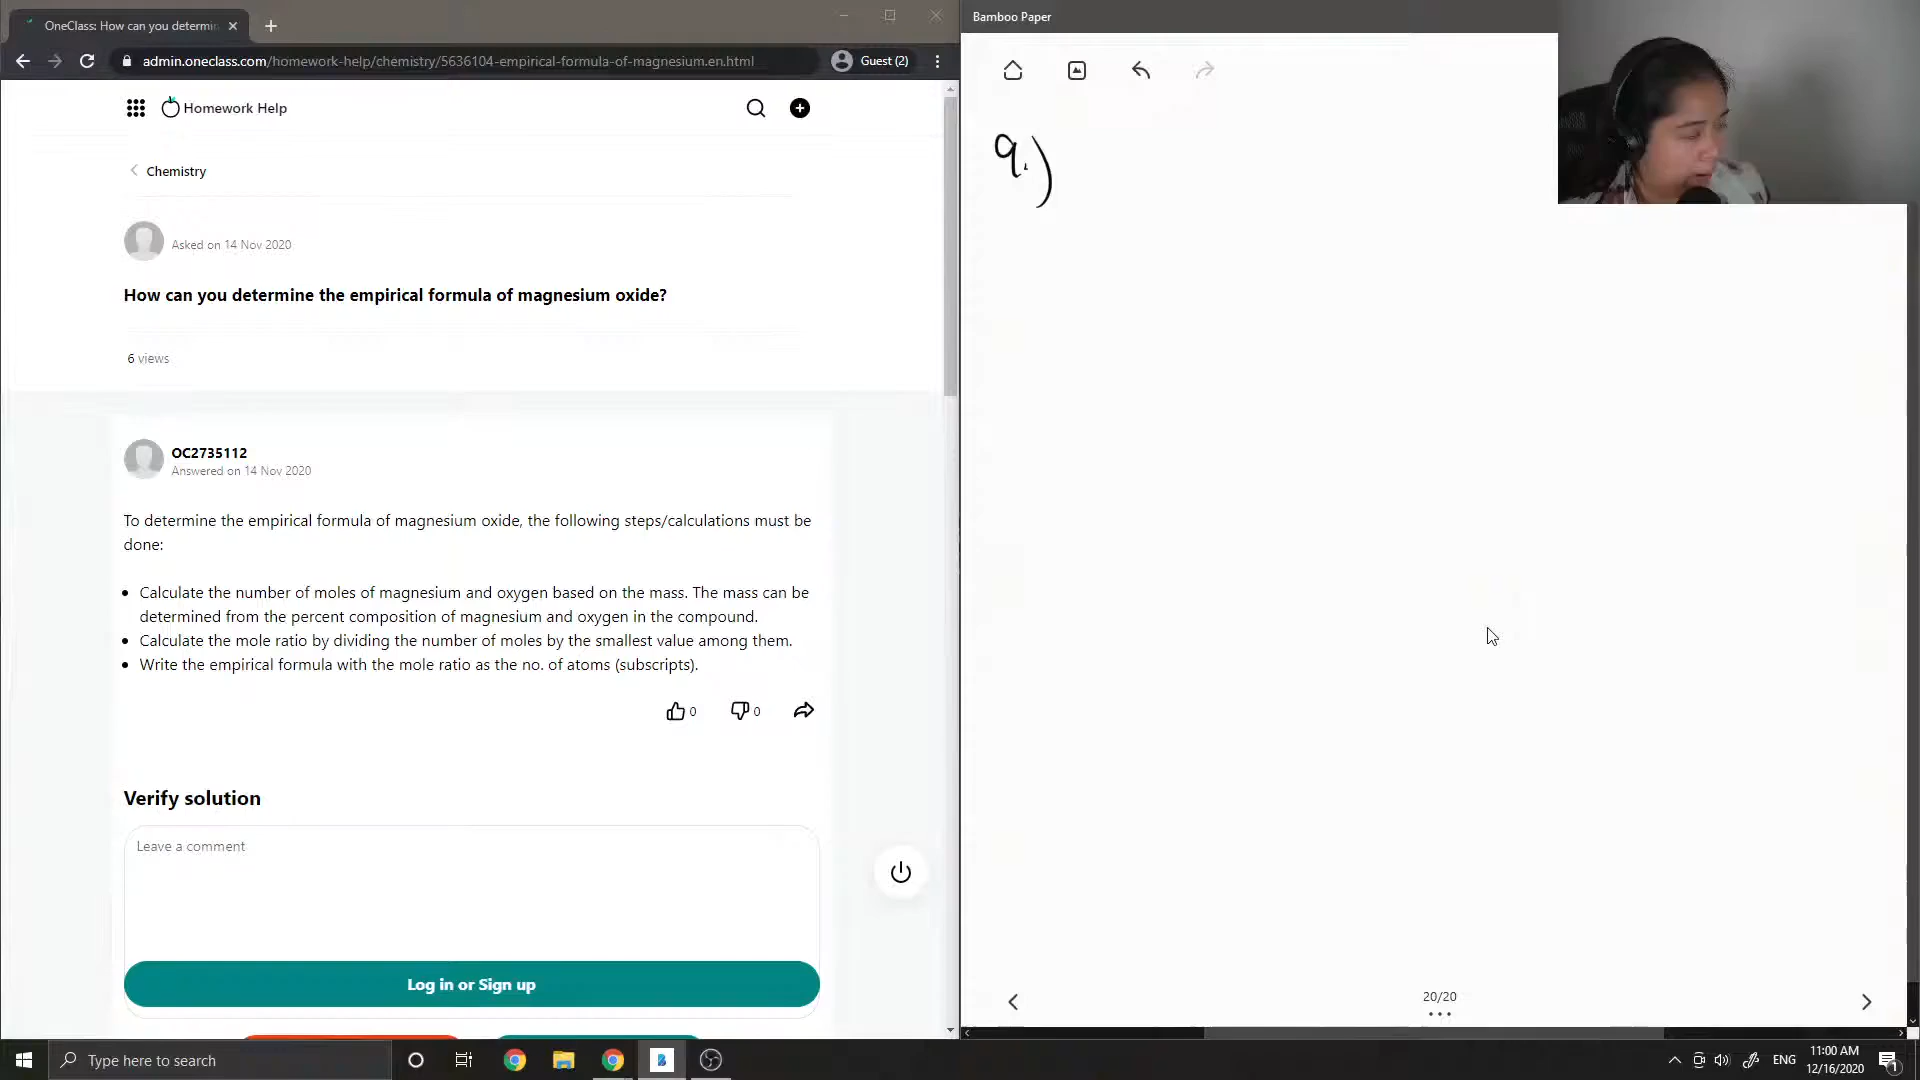 OneClass: How can you determin
admin.oneclass.com/homework-help/chemistry/5636104-empirical-formula-of-magnesium.en.html
Guest (2)
Homework Help
Chemistry
Asked on 14 Nov 2020
How can you determine the empirical formula of magnesium oxide?
6 views
OC2735112
Answered on 14 Nov 2020
To determine the empirical formula of magnesium oxide, the following steps/calculations must be
done:
• Calculate the number of moles of magnesium and oxygen based on the mass. The mass can be
determined from the percent composition of magnesium and oxygen in the compound.
• Calculate the mole ratio by dividing the number of moles by the smallest value among them.
• Write the empirical formula with the mole ratio as the no. of atoms (subscripts).
0
0
Verify solution
Leave a comment
Log in or Sign up
Bamboo Paper
9.)
20/20
Type here to search
B
ENG
11:00 AM
12/16/2020
1